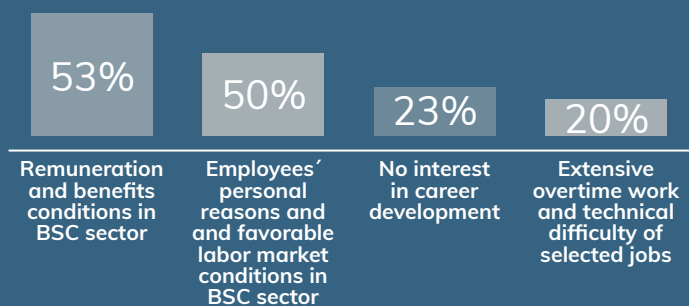 53%
50%
23%
20%
Remuneration
and benefits
conditions in
BSC sector
Employees´
personal
reasons and
and favorable
labor market
conditions in
BSC sector
No interest
in career
development
Extensive
overtime work
and technical
difficulty of
selected jobs